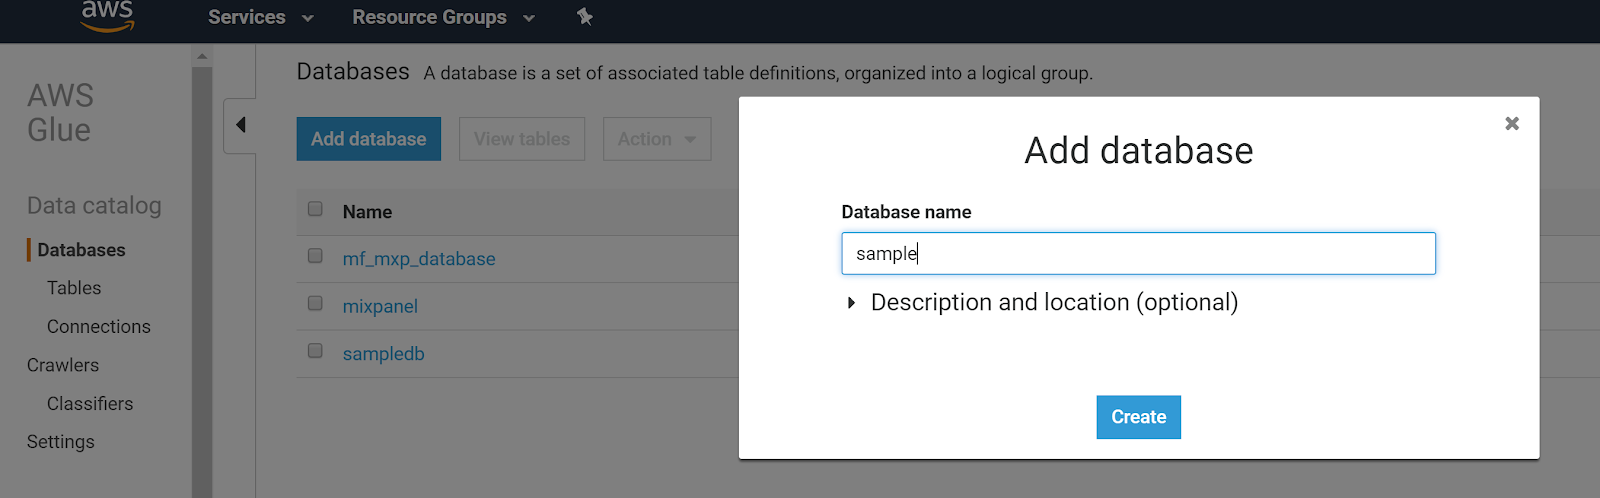 aws Services Resource Groups
AWS
Glue
Data catalog
Databases
Tables
Connections
Crawlers
Classifiers
Settings
Databases A database is a set of associated table definitions, organized into a logical group.
Add database View tables Action
Name
mf_mxp_database
mixpanel
sampledb
Add database
Database name
sample
Description and location (optional)
Create